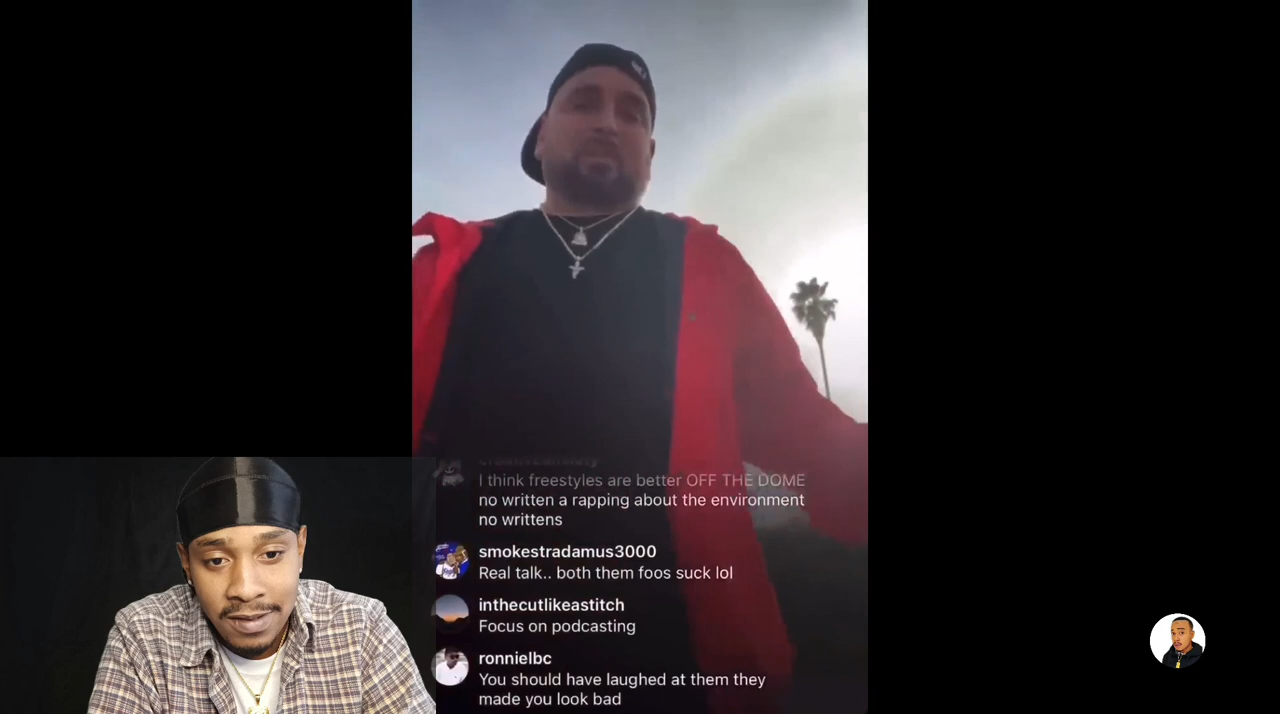 I think freestyles are better OFF THE DOME
no written a rapping about the environment
no writtens
smokestradamus3000
Real talk.. both them foos suck lol
inthecutlikeastitch
Focus on podcasting
ronnielbc
You should have laughed at them they
made you look bad